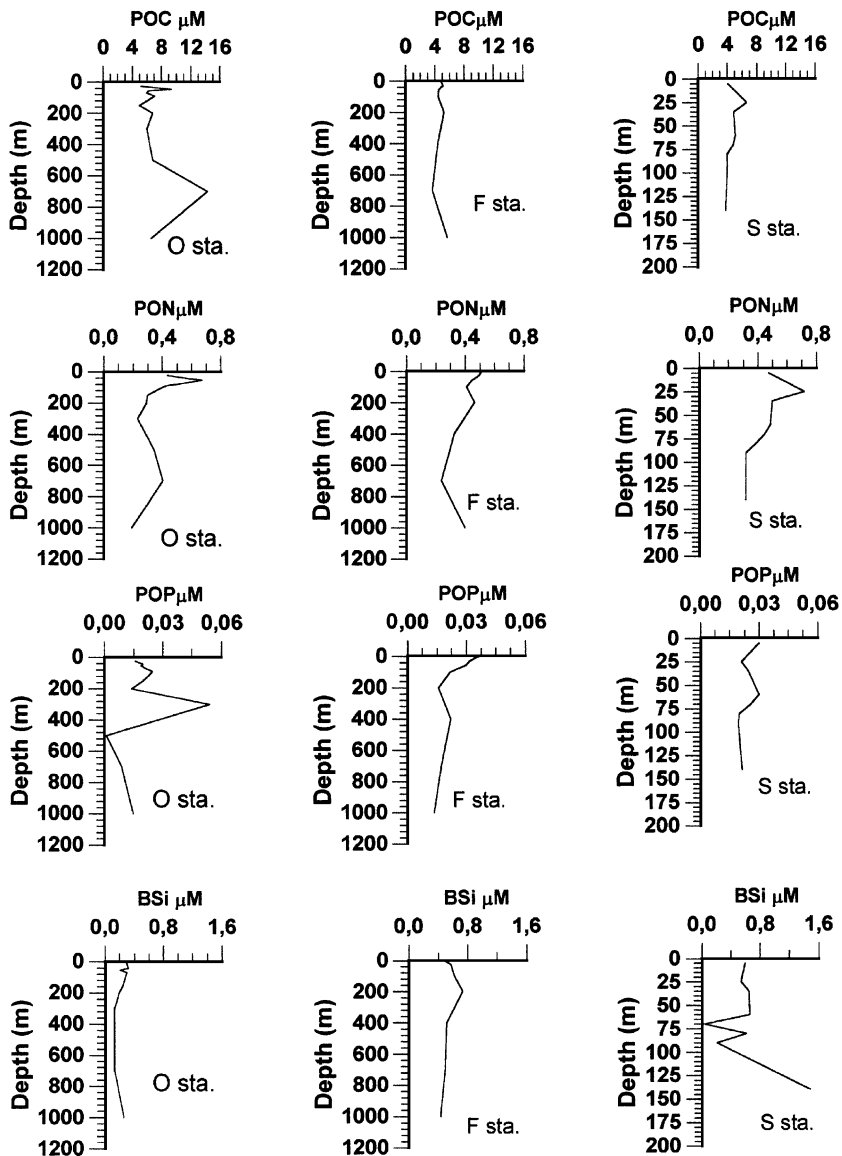 POC µM
0 4 8 12 16
0
200
400
600
800
1000
1200
Depth (m)
O sta.
POCµM
0 4 8 12 16
0
200
400
600
800
1000
1200
Depth (m)
F sta.
POCµM
0 4 8 12 16
0
25
50
75
100
125
150
175
200
Depth (m)
S sta.
PONµM
0,0 0,4 0,8
0
200
400
600
800
1000
1200
Depth (m)
O sta.
PONµM
0,0 0,4 0,8
0
200
400
600
800
1000
1200
Depth (m)
F sta.
PONµM
0,0 0,4 0,8
0
25
50
75
100
125
150
175
200
Depth (m)
S sta.
POPµM
0,00 0,03 0,06
0
200
400
600
800
1000
1200
Depth (m)
O sta.
POPµM
0,00 0,03 0,06
0
200
400
600
800
1000
1200
Depth (m)
F sta.
POPµM
0,00 0,03 0,06
0
25
50
75
100
125
150
175
200
Depth (m)
S sta.
BSi µM
0,0 0,8 1,6
0
200
400
600
800
1000
1200
Depth (m)
O sta.
BSi µM
0,0 0,8 1,6
0
200
400
600
800
1000
1200
Depth (m)
F sta.
BSi µM
0,0 0,8 1,6
0
25
50
75
100
125
150
175
200
Depth (m)
S sta.